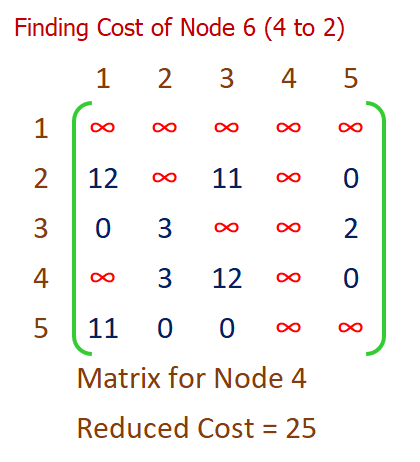 Finding Cost of Node 6 (4 to 2)
1 2 3 4 5
1 ∞ ∞ ∞ ∞ ∞
2 12 ∞ 11 ∞ 0
3 0 3 ∞ ∞ 2
4 ∞ 3 12 ∞ 0
5 11 0 0 ∞ ∞
Matrix for Node 4
Reduced Cost = 25